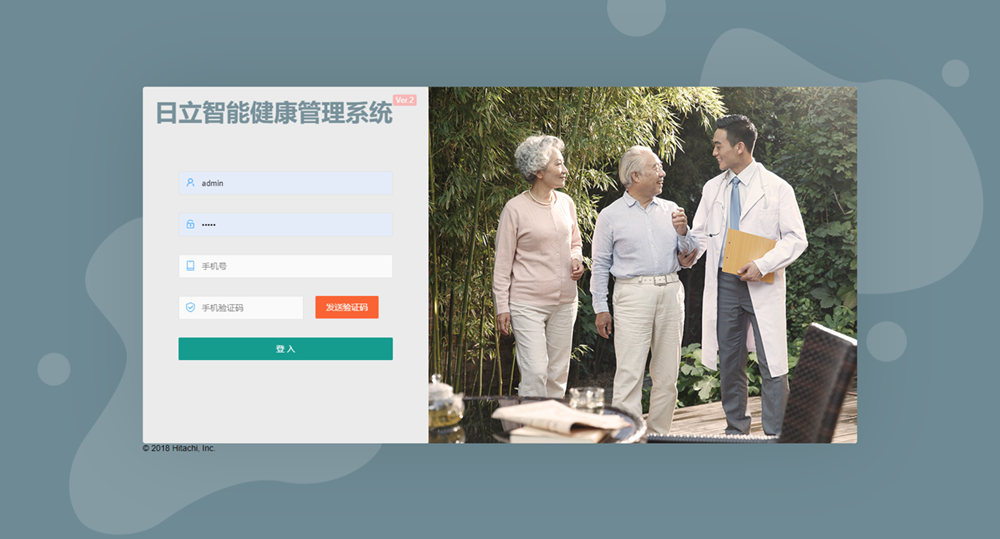 日立智能健康管理系统 Ver.2
admin
•••••
手机号
手机验证码 发送验证码
登 入
© 2018 Hitachi, Inc.